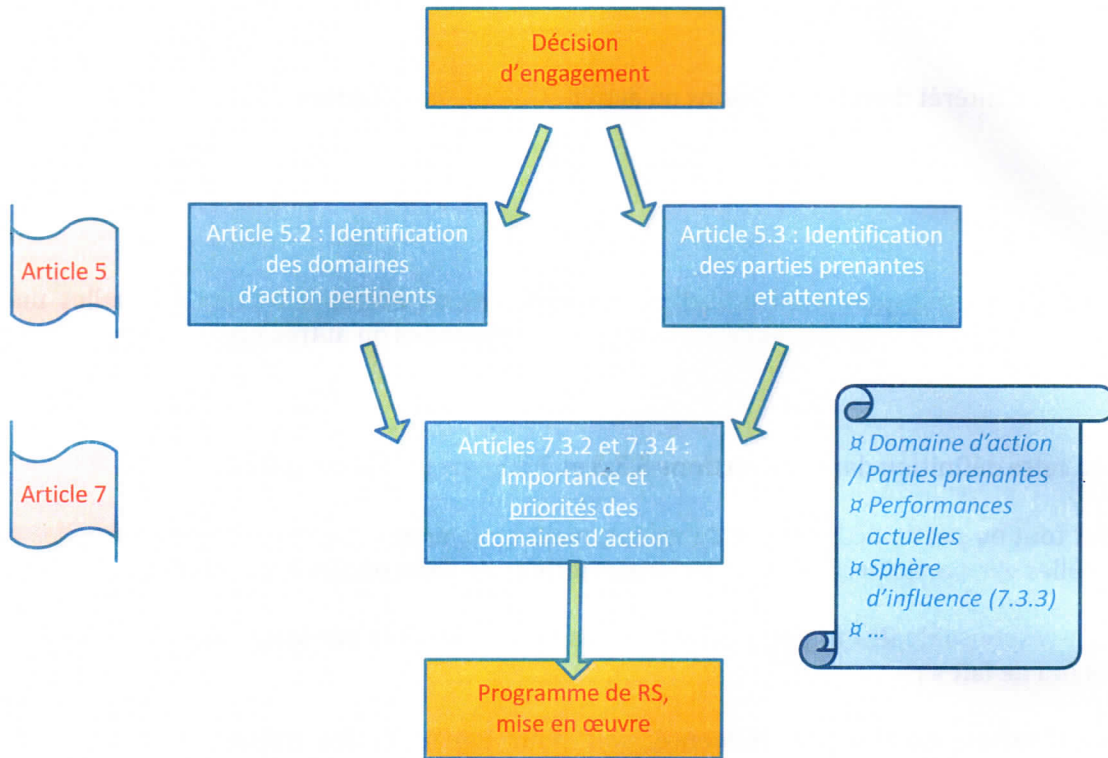 Décision
d'engagement
Article 5
Article 5.2 : Identification
des domaines
d'action pertinents
Article 5.3 : Identification
des parties prenantes
et attentes
Article 7
Articles 7.3.2 et 7.3.4 :
Importance et
priorités des
domaines d'action
¤ Domaine d'action
/ Parties prenantes
¤ Performances
actuelles
¤ Sphère
d'influence (7.3.3)
¤ ...
Programme de RS,
mise en œuvre